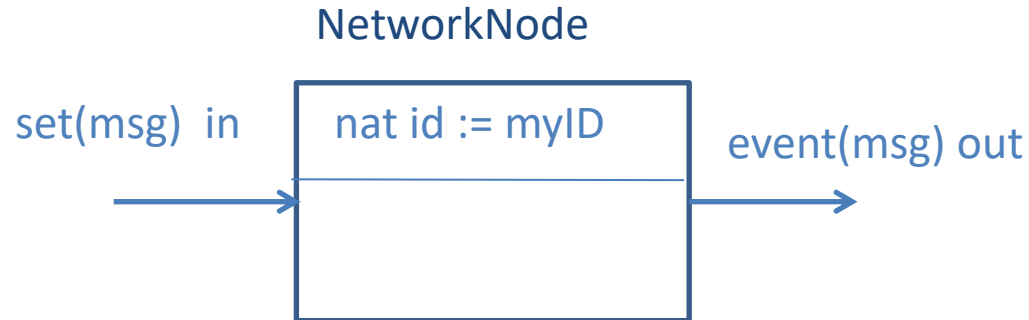 NetworkNode
set(msg) in
nat id := myID
event(msg) out